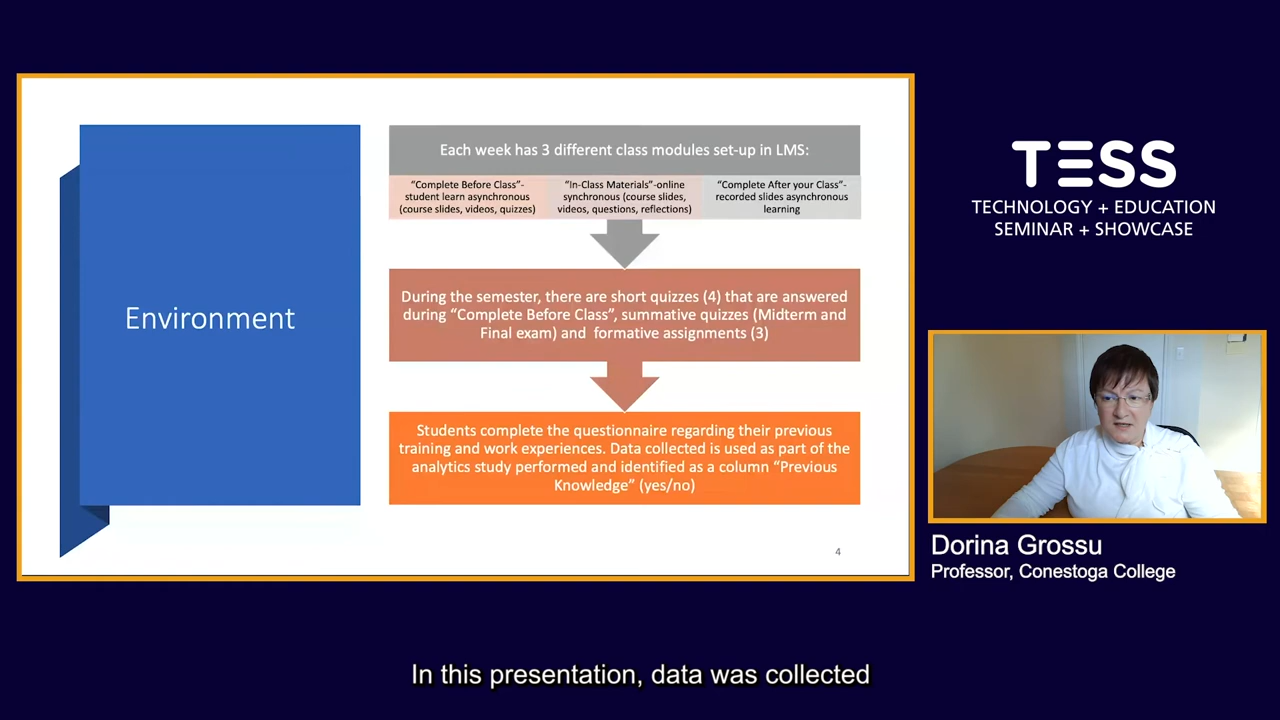 Environment
Each week has 3 different class modules set-up in LMS:
“Complete Before Class”-
student learn asynchronous
(course slides, videos, quizzes)
“In-Class Materials”-online
synchronous (course slides,
videos, questions, reflections)
“Complete After your Class”-
recorded slides asynchronous
learning
During the semester, there are short quizzes (4) that are answered
during “Complete Before Class”, summative quizzes (Midterm and
Final exam) and formative assignments (3)
Students complete the questionnaire regarding their previous
training and work experiences. Data collected is used as part of the
analytics study performed and identified as a column “Previous
Knowledge” (yes/no)
4
TESS
TECHNOLOGY + EDUCATION
SEMINAR + SHOWCASE
Dorina Grossu
Professor, Conestoga College
In this presentation, data was collected